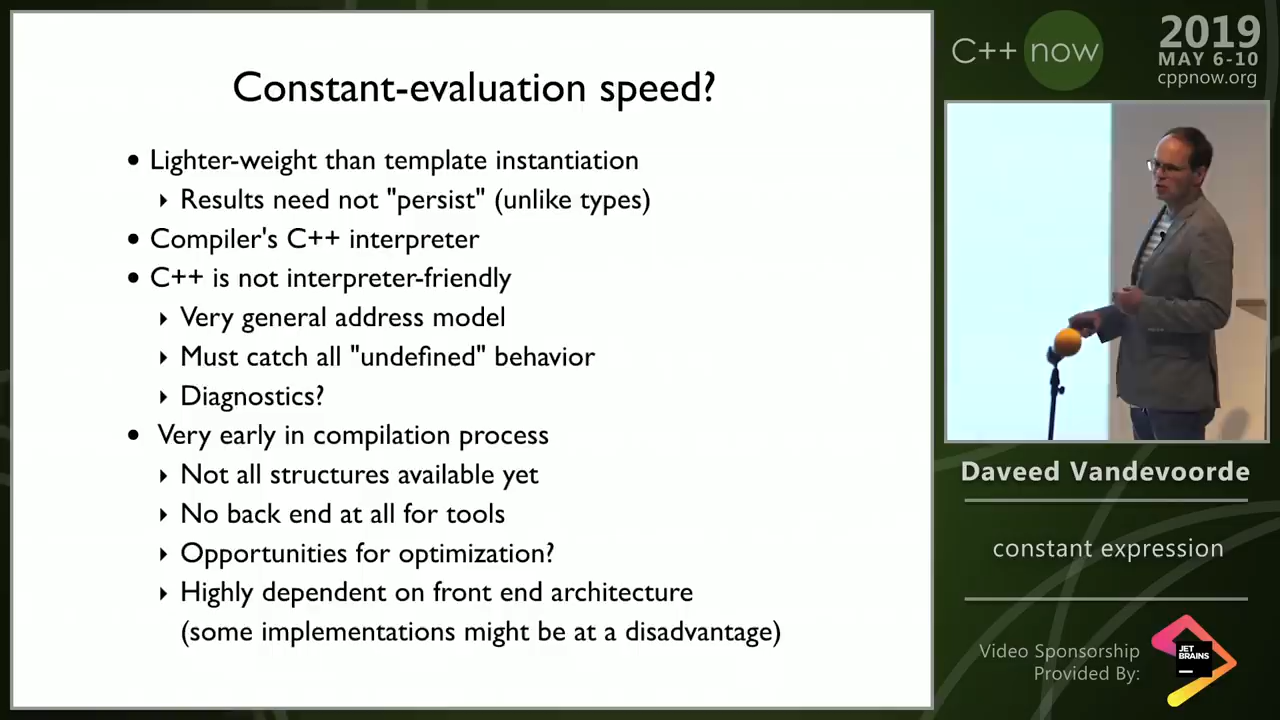 Constant-evaluation speed?
• Lighter-weight than template instantiation
‣ Results need not "persist" (unlike types)
• Compiler's C++ interpreter
• C++ is not interpreter-friendly
‣ Very general address model
‣ Must catch all "undefined" behavior
‣ Diagnostics?
• Very early in compilation process
‣ Not all structures available yet
‣ No back end at all for tools
‣ Opportunities for optimization?
‣ Highly dependent on front end architecture
(some implementations might be at a disadvantage)
C++ now
2019
MAY 6-10
cppnow.org
Daveed Vandevoorde
constant expression
Video Sponsorship
Provided By:
JET
BRAINS